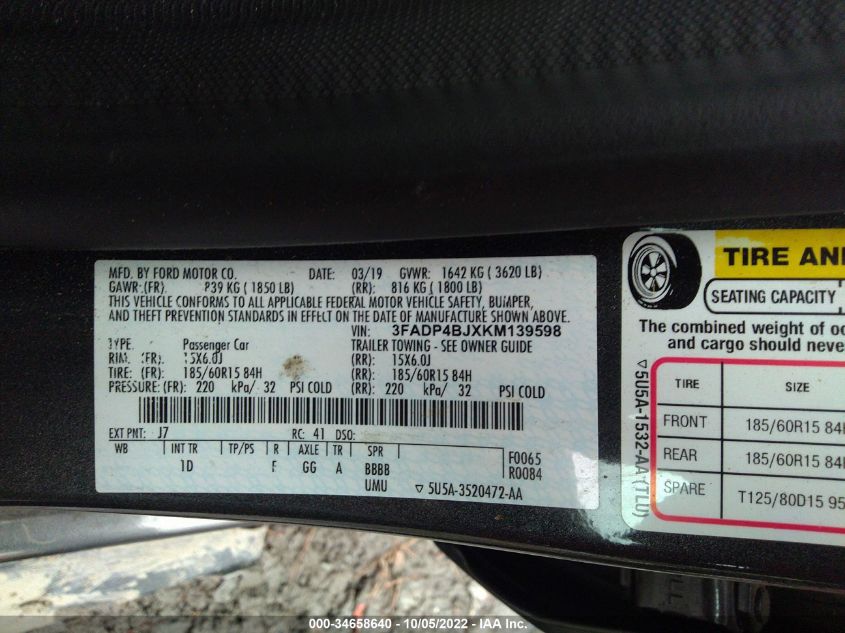 MFD. BY FORD MOTOR CO. DATE: 03/19 GVWR: 1642 KG ( 3620 LB)
GAWR:(FR): 839 KG ( 1850 LB) (RR): 816 KG ( 1800 LB)
THIS VEHICLE CONFORMS TO ALL APPLICABLE FEDERAL MOTOR VEHICLE SAFETY, BUMPER,
AND THEFT PREVENTION STANDARDS IN EFFECT ON THE DATE OF MANUFACTURE SHOWN ABOVE.
VIN: 3FADP4BJXKM139598
TYPE: Passenger Car TRAILER TOWING - SEE OWNER GUIDE
RIM: (FR): 15X6.0J (RR): 15X6.0J
TIRE: (FR): 185/60R15 84H (RR): 185/60R15 84H
PRESSURE: (FR): 220 kPa/ 32 PSI COLD (RR): 220 kPa/ 32 PSI COLD
EXT PNT: J7 RC: 41 DSO:
WB INT TR TP/PS R AXLE TR SPR F0065
1D GG A BBBB R0084
UMU ▽ 5U5A-3520472-AA
TIRE AN
SEATING CAPACITY
The combined weight of oc
and cargo should neve
▽5U5A-1532-AA (TLU)
TIRE SIZE
FRONT 185/60R15 84H
REAR 185/60R15 84H
SPARE T125/80D15 95
000-34658640 - 10/05/2022 - IAA Inc.